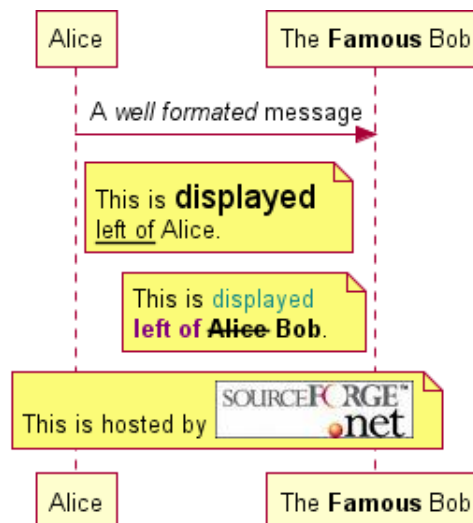 Alice
The Famous Bob
A well formated message
This is displayed
left of Alice.
This is displayed
left of Alice Bob.
This is hosted by SOURCEFORGE™
.net
Alice
The Famous Bob